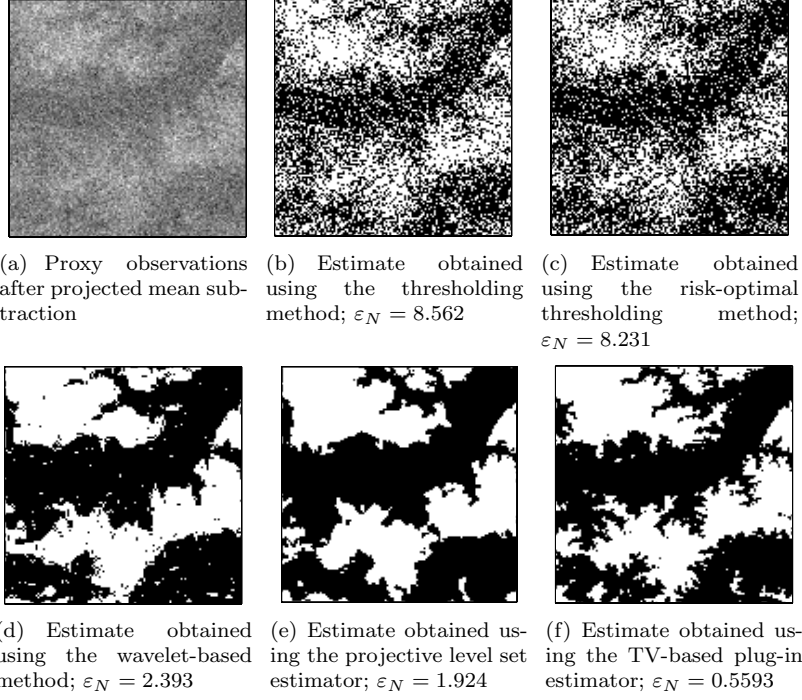 (a) Proxy observations
after projected mean sub-
traction
(b) Estimate obtained
using the thresholding
method; ε_N = 8.562
(c) Estimate obtained
using the risk-optimal
thresholding method;
ε_N = 8.231
(d) Estimate obtained
using the wavelet-based
method; ε_N = 2.393
(e) Estimate obtained us-
ing the projective level set
estimator; ε_N = 1.924
(f) Estimate obtained us-
ing the TV-based plug-in
estimator; ε_N = 0.5593